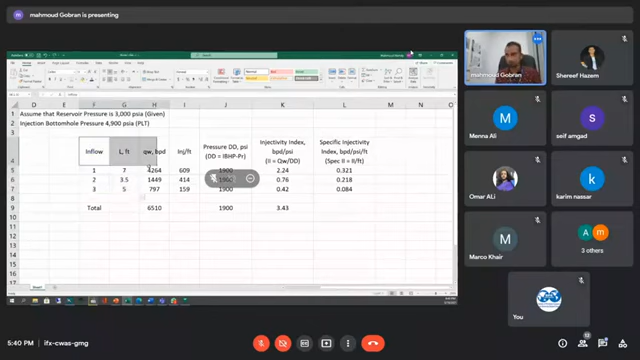 mahmoud Gobran is presenting
D E F G H I J K L M N
Assume that Reservoir Pressure is 3,000 psia (Given)
Injection Bottomhole Pressure 4,900 psia (PLT)
Inflow L, ft qw, bpd Inj/ft Pressure DD, psi (DD = IBHP-Pr) Injectivity Index, bpd/psi (II = Qw/DD) Specific Injectivity Index, bpd/psi/ft (Spec II = II/ft)
1 7 4264 609 1900 2.24 0.321
2 3.5 1449 414 1900 0.76 0.218
3 5 797 159 1900 0.42 0.084
Total 6510 1900 3.43
mahmoud Gobran
Shereef Hazem
Menna Ali
seif amgad
Omar ALi
karim nassar
Marco Khair
3 others
You
5:40 PM ifx-cwas-gmg